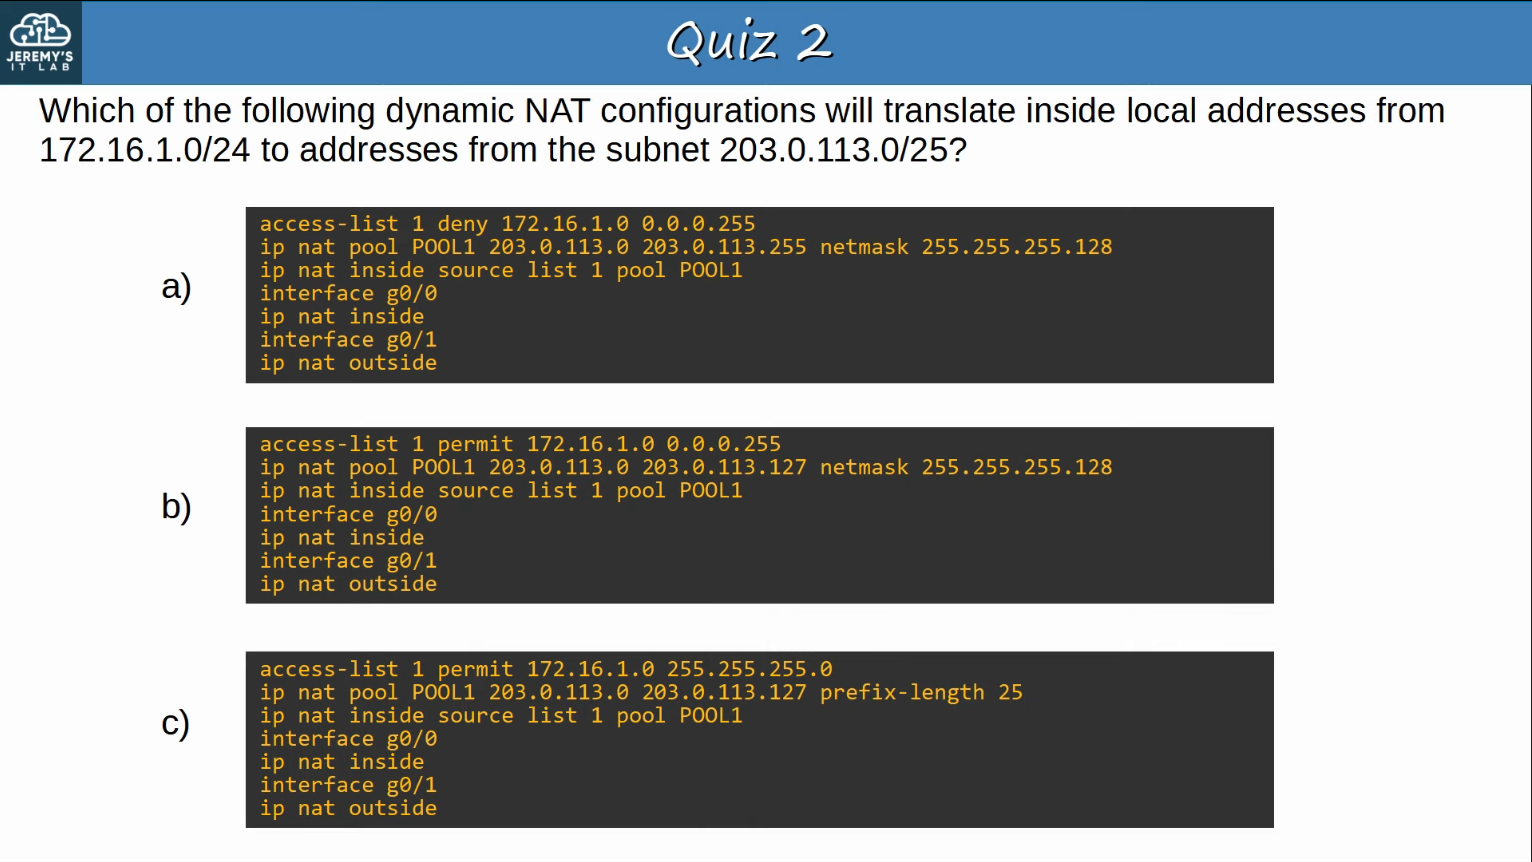 JEREMY'S
IT LAB
Quiz 2
Which of the following dynamic NAT configurations will translate inside local addresses from
172.16.1.0/24 to addresses from the subnet 203.0.113.0/25?
a)
access-list 1 deny 172.16.1.0 0.0.0.255
ip nat pool POOL1 203.0.113.0 203.0.113.255 netmask 255.255.255.128
ip nat inside source list 1 pool POOL1
interface g0/0
ip nat inside
interface g0/1
ip nat outside
b)
access-list 1 permit 172.16.1.0 0.0.0.255
ip nat pool POOL1 203.0.113.0 203.0.113.127 netmask 255.255.255.128
ip nat inside source list 1 pool POOL1
interface g0/0
ip nat inside
interface g0/1
ip nat outside
c)
access-list 1 permit 172.16.1.0 255.255.255.0
ip nat pool POOL1 203.0.113.0 203.0.113.127 prefix-length 25
ip nat inside source list 1 pool POOL1
interface g0/0
ip nat inside
interface g0/1
ip nat outside